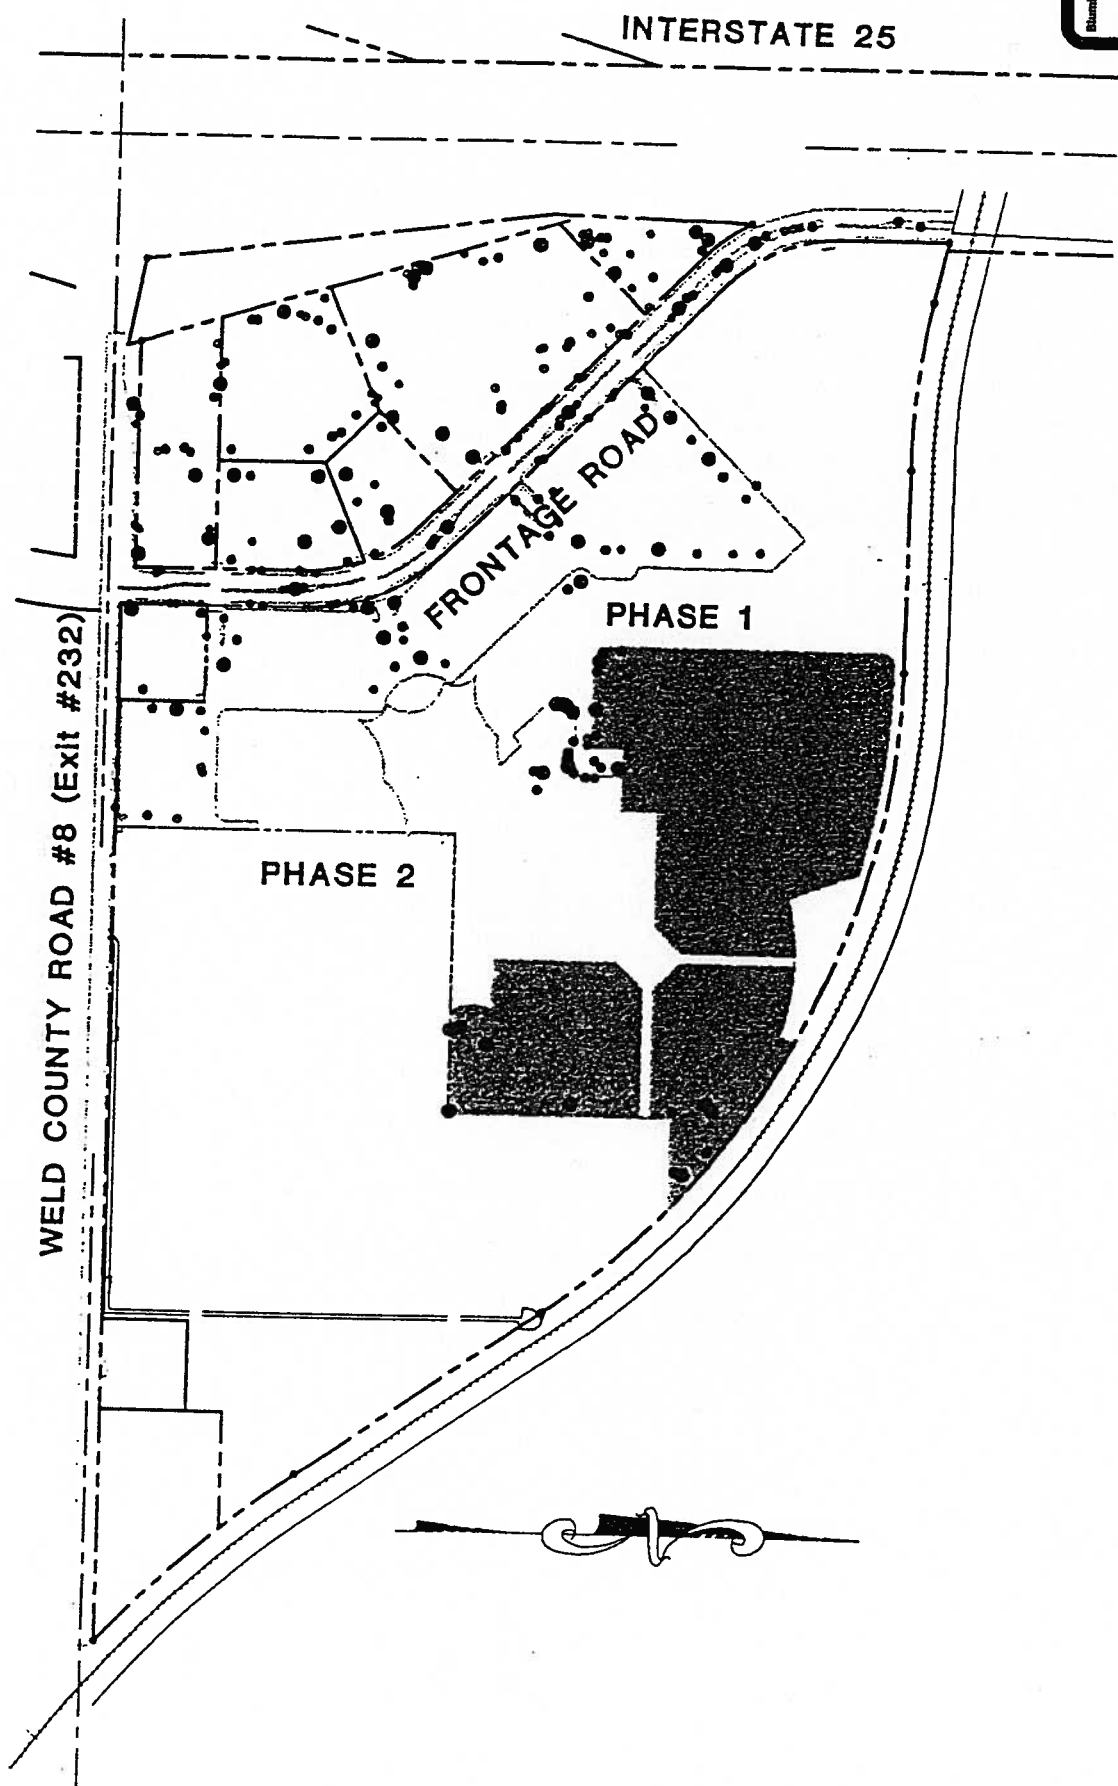 INTERSTATE 25
FRONTAGE ROAD
PHASE 1
WELD COUNTY ROAD #8 (Exit #232)
PHASE 2